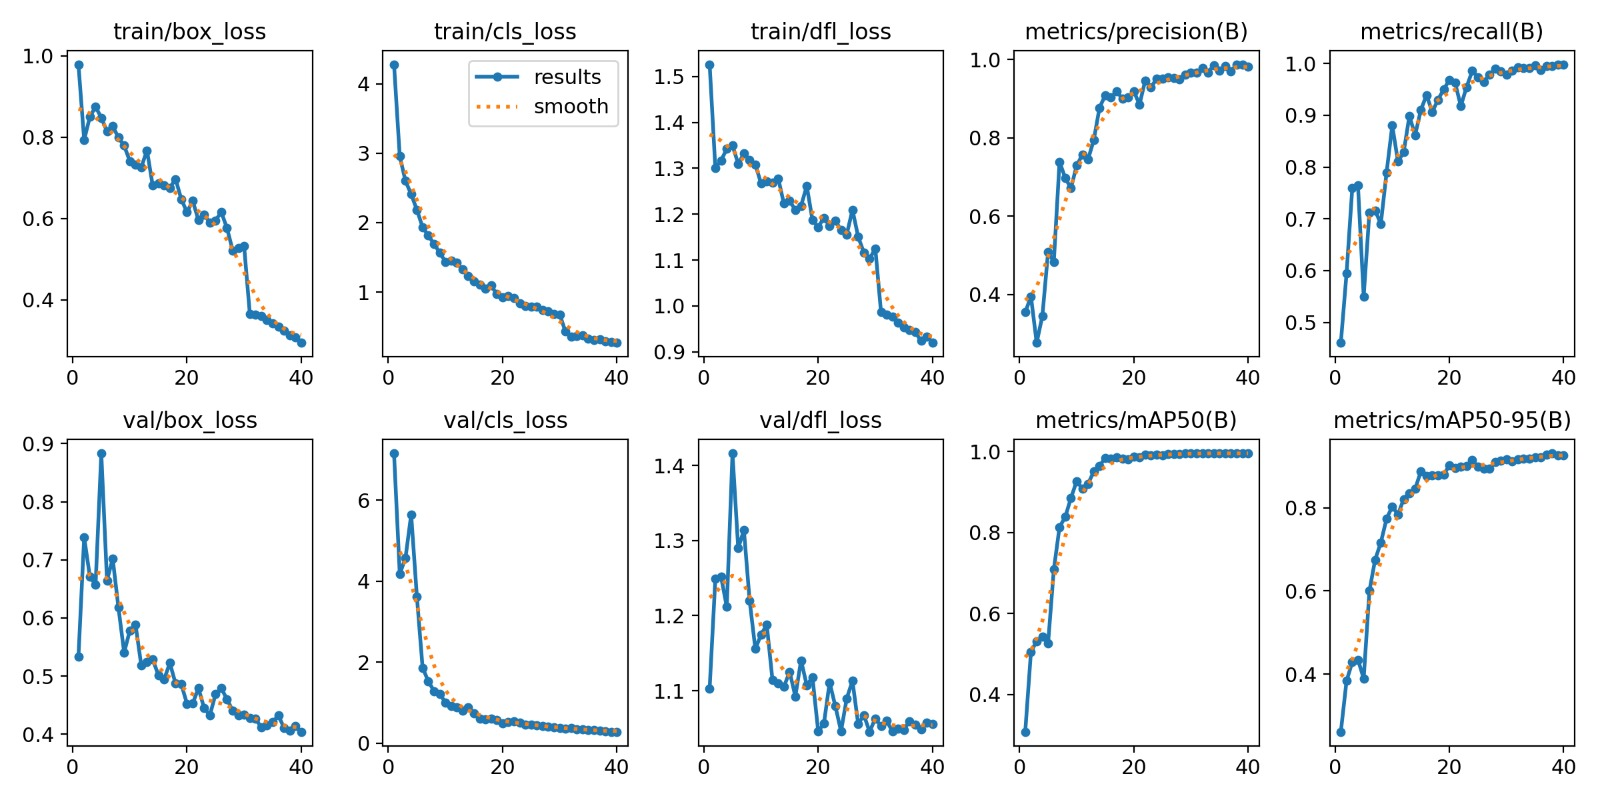 train/box_loss
1.0
0.8
0.6
0.4
0 20 40
train/cls_loss
results
smooth
4
3
2
1
0 20 40
train/dfl_loss
1.5
1.4
1.3
1.2
1.1
1.0
0.9
0 20 40
metrics/precision(B)
1.0
0.8
0.6
0.4
0 20 40
metrics/recall(B)
1.0
0.9
0.8
0.7
0.6
0.5
0 20 40
val/box_loss
0.9
0.8
0.7
0.6
0.5
0.4
0 20 40
val/cls_loss
6
4
2
0
0 20 40
val/dfl_loss
1.4
1.3
1.2
1.1
0 20 40
metrics/mAP50(B)
1.0
0.8
0.6
0.4
0 20 40
metrics/mAP50-95(B)
0.8
0.6
0.4
0 20 40